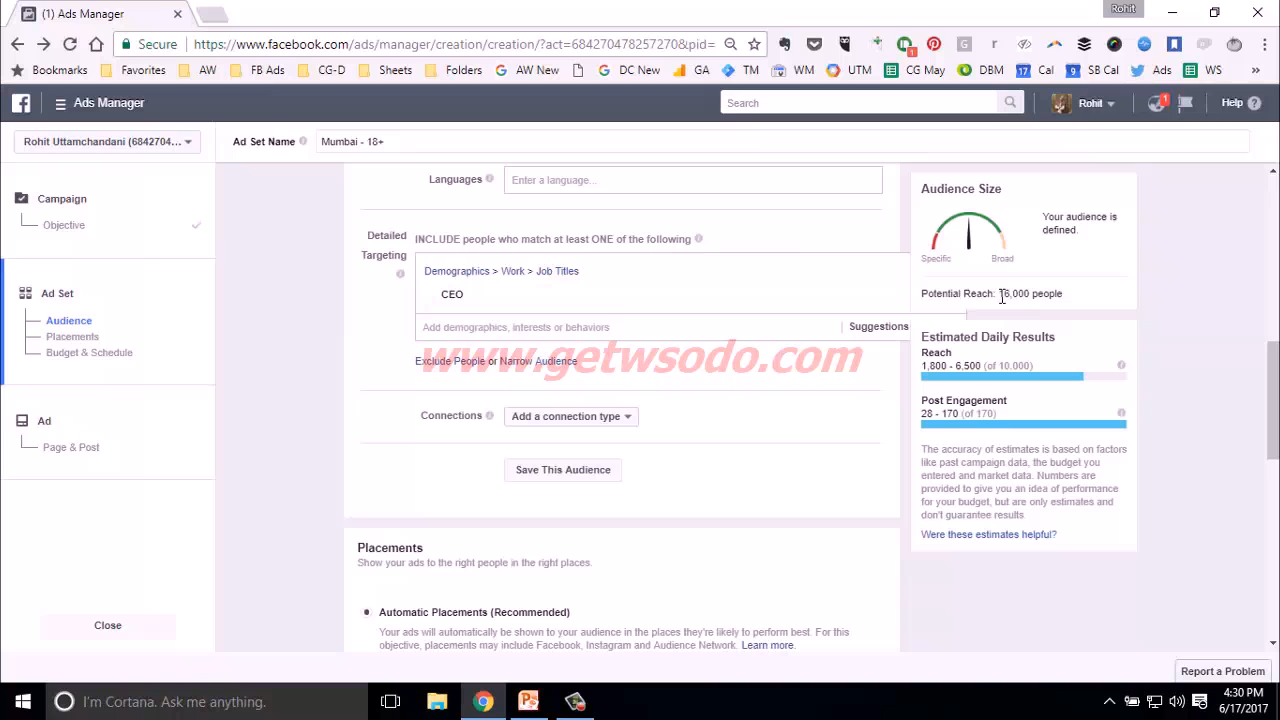 (1) Ads Manager
Rohit
Secure https://www.facebook.com/ads/manager/creation/creation/?act=684270478257270&pid=
Bookmarks Favorites AW FB Ads CG-D Sheets Folders AW New DC New GA TM WM UTM CG May DBM Cal SB Cal Ads WS »
Ads Manager
Search
Rohit
1
Help
Rohit Uttamchandani (6842704...
Ad Set Name
Mumbai - 18+
Campaign
Objective
Ad Set
Audience
Placements
Budget & Schedule
Ad
Page & Post
Close
Languages
Enter a language...
Detailed Targeting
INCLUDE people who match at least ONE of the following
Demographics > Work > Job Titles
CEO
Add demographics, interests or behaviors
Suggestions
Exclude People or Narrow Audience
www.getwsodo.com
Connections
Add a connection type
Save This Audience
Placements
Show your ads to the right people in the right places.
Automatic Placements (Recommended)
Your ads will automatically be shown to your audience in the places they're likely to perform best. For this
objective, placements may include Facebook, Instagram and Audience Network. Learn more.
Audience Size
Your audience is
defined.
Specific
Broad
Potential Reach: people
Estimated Daily Results
Reach
1,800 - 6,500 (of 10,000)
Post Engagement
28 - 170 (of 170)
The accuracy of estimates is based on factors
like past campaign data, the budget you
entered and market data. Numbers are
provided to give you an idea of performance
for your budget, but are only estimates and
don't guarantee results.
Were these estimates helpful?
Report a Problem
I'm Cortana. Ask me anything.
4:30 PM
6/17/2017